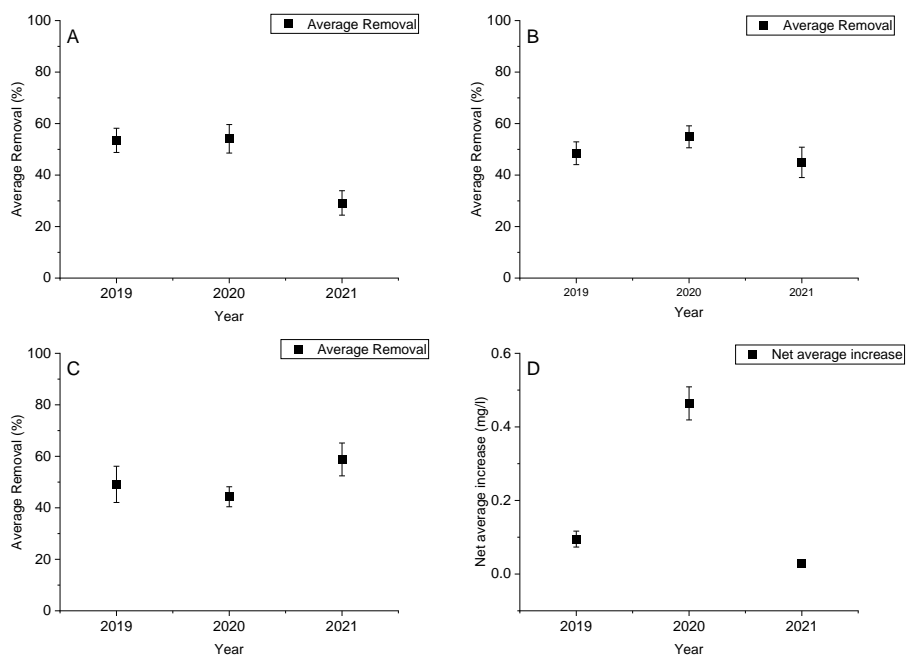 A
Average Removal
100
80
60
40
20
0
Average Removal (%)
2019
2020
2021
Year
B
Average Removal
100
80
60
40
20
0
Average Removal (%)
2019
2020
2021
Year
C
Average Removal
100
80
60
40
20
0
Average Removal (%)
2019
2020
2021
Year
D
Net average increase
0.6
0.4
0.2
0.0
Net average increase (mg/l)
2019
2020
2021
Year